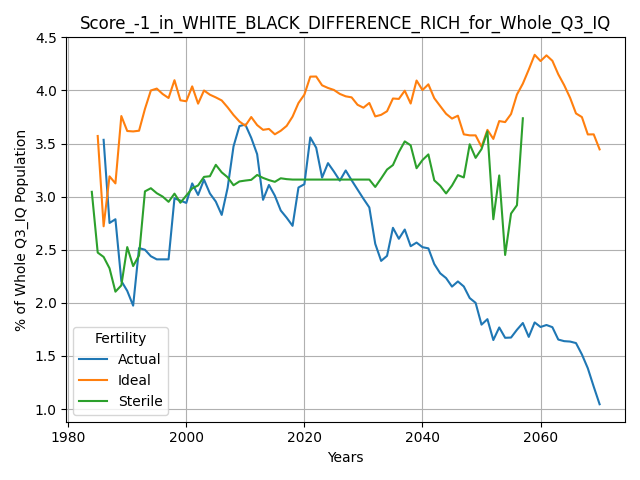 Score_-1_in_WHITE_BLACK_DIFFERENCE_RICH_for_Whole_Q3_IQ
% of Whole Q3_IQ Population
4.5
4.0
3.5
3.0
2.5
2.0
1.5
1.0
Fertility
Actual
Ideal
Sterile
1980
2000
2020
2040
2060
Years